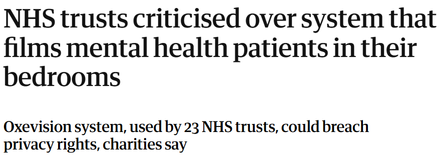 NHS trusts criticised over system that
films mental health patients in their
bedrooms
Oxevision system, used by 23 NHS trusts, could breach
privacy rights, charities say